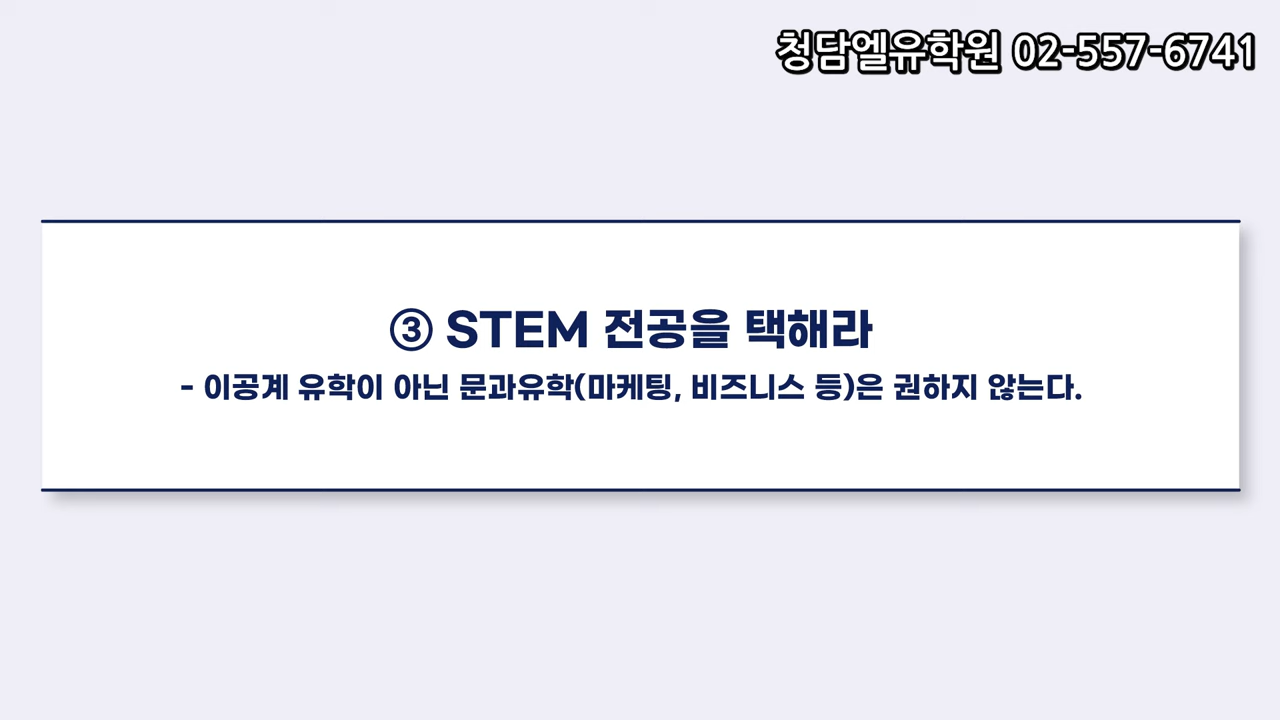 청담엘유학원 02-557-6741
③ STEM 전공을 택해라
- 이공계 유학이 아닌 문과유학(마케팅, 비즈니스 등)은 권하지 않는다.